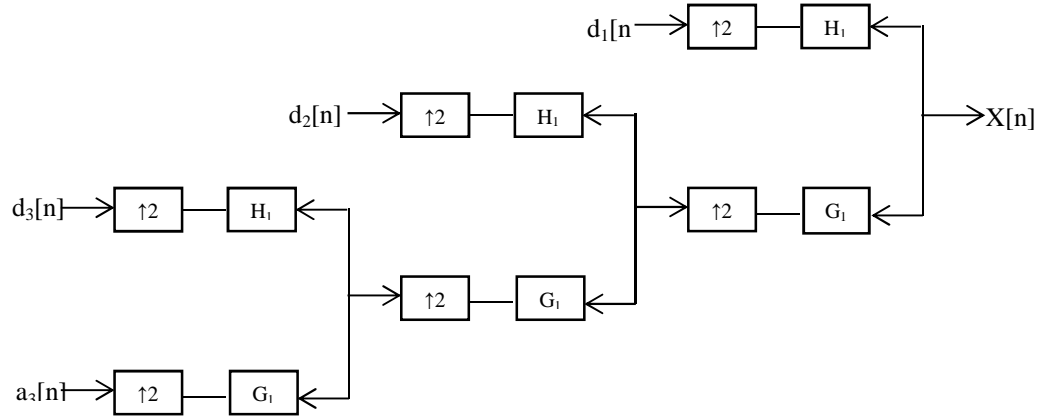 d₁[n ↑2 H₁
d₂[n] ↑2 H₁
X[n]
d₃[n] ↑2 H₁
↑2 G₁
↑2 G₁
a₃[n] ↑2 G₁